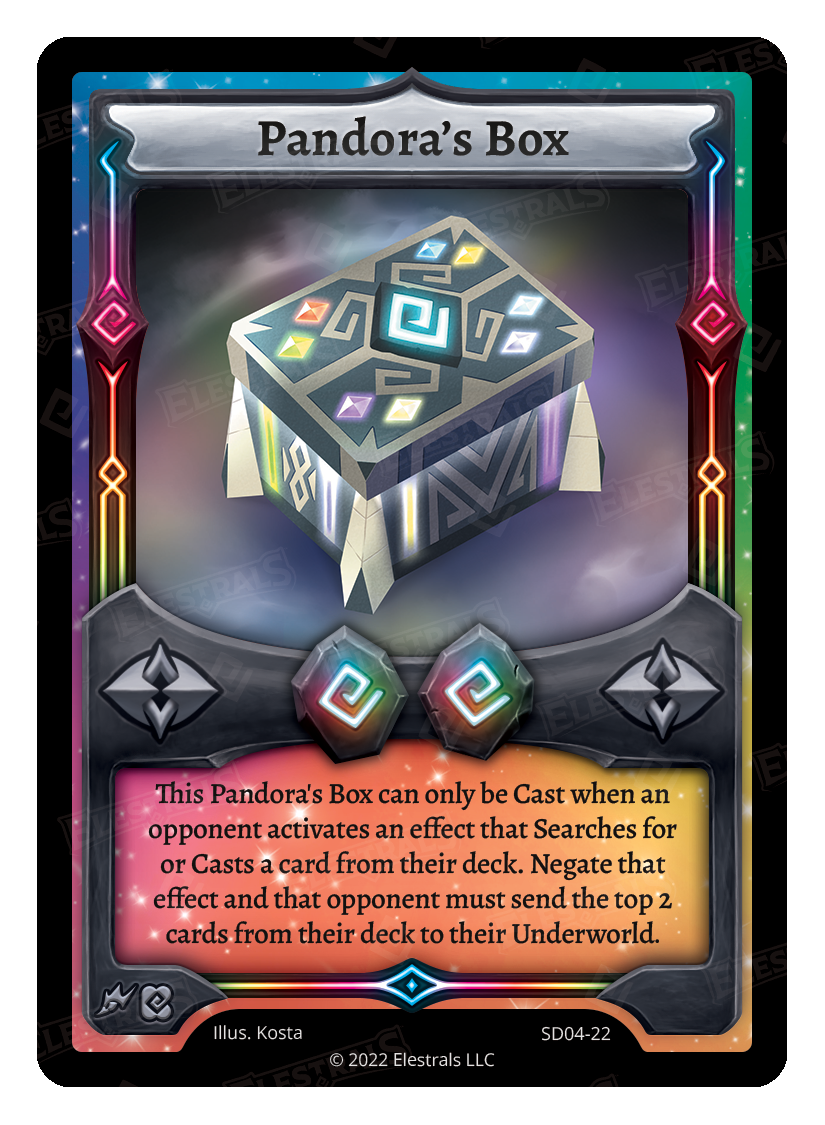 Pandora's Box
This Pandora's Box can only be Cast when an
opponent activates an effect that Searches for
or Casts a card from their deck. Negate that
effect and that opponent must send the top 2
cards from their deck to their Underworld.
Illus. Kosta
SD04-22
© 2022 Elestrals LLC
ELESTRALS